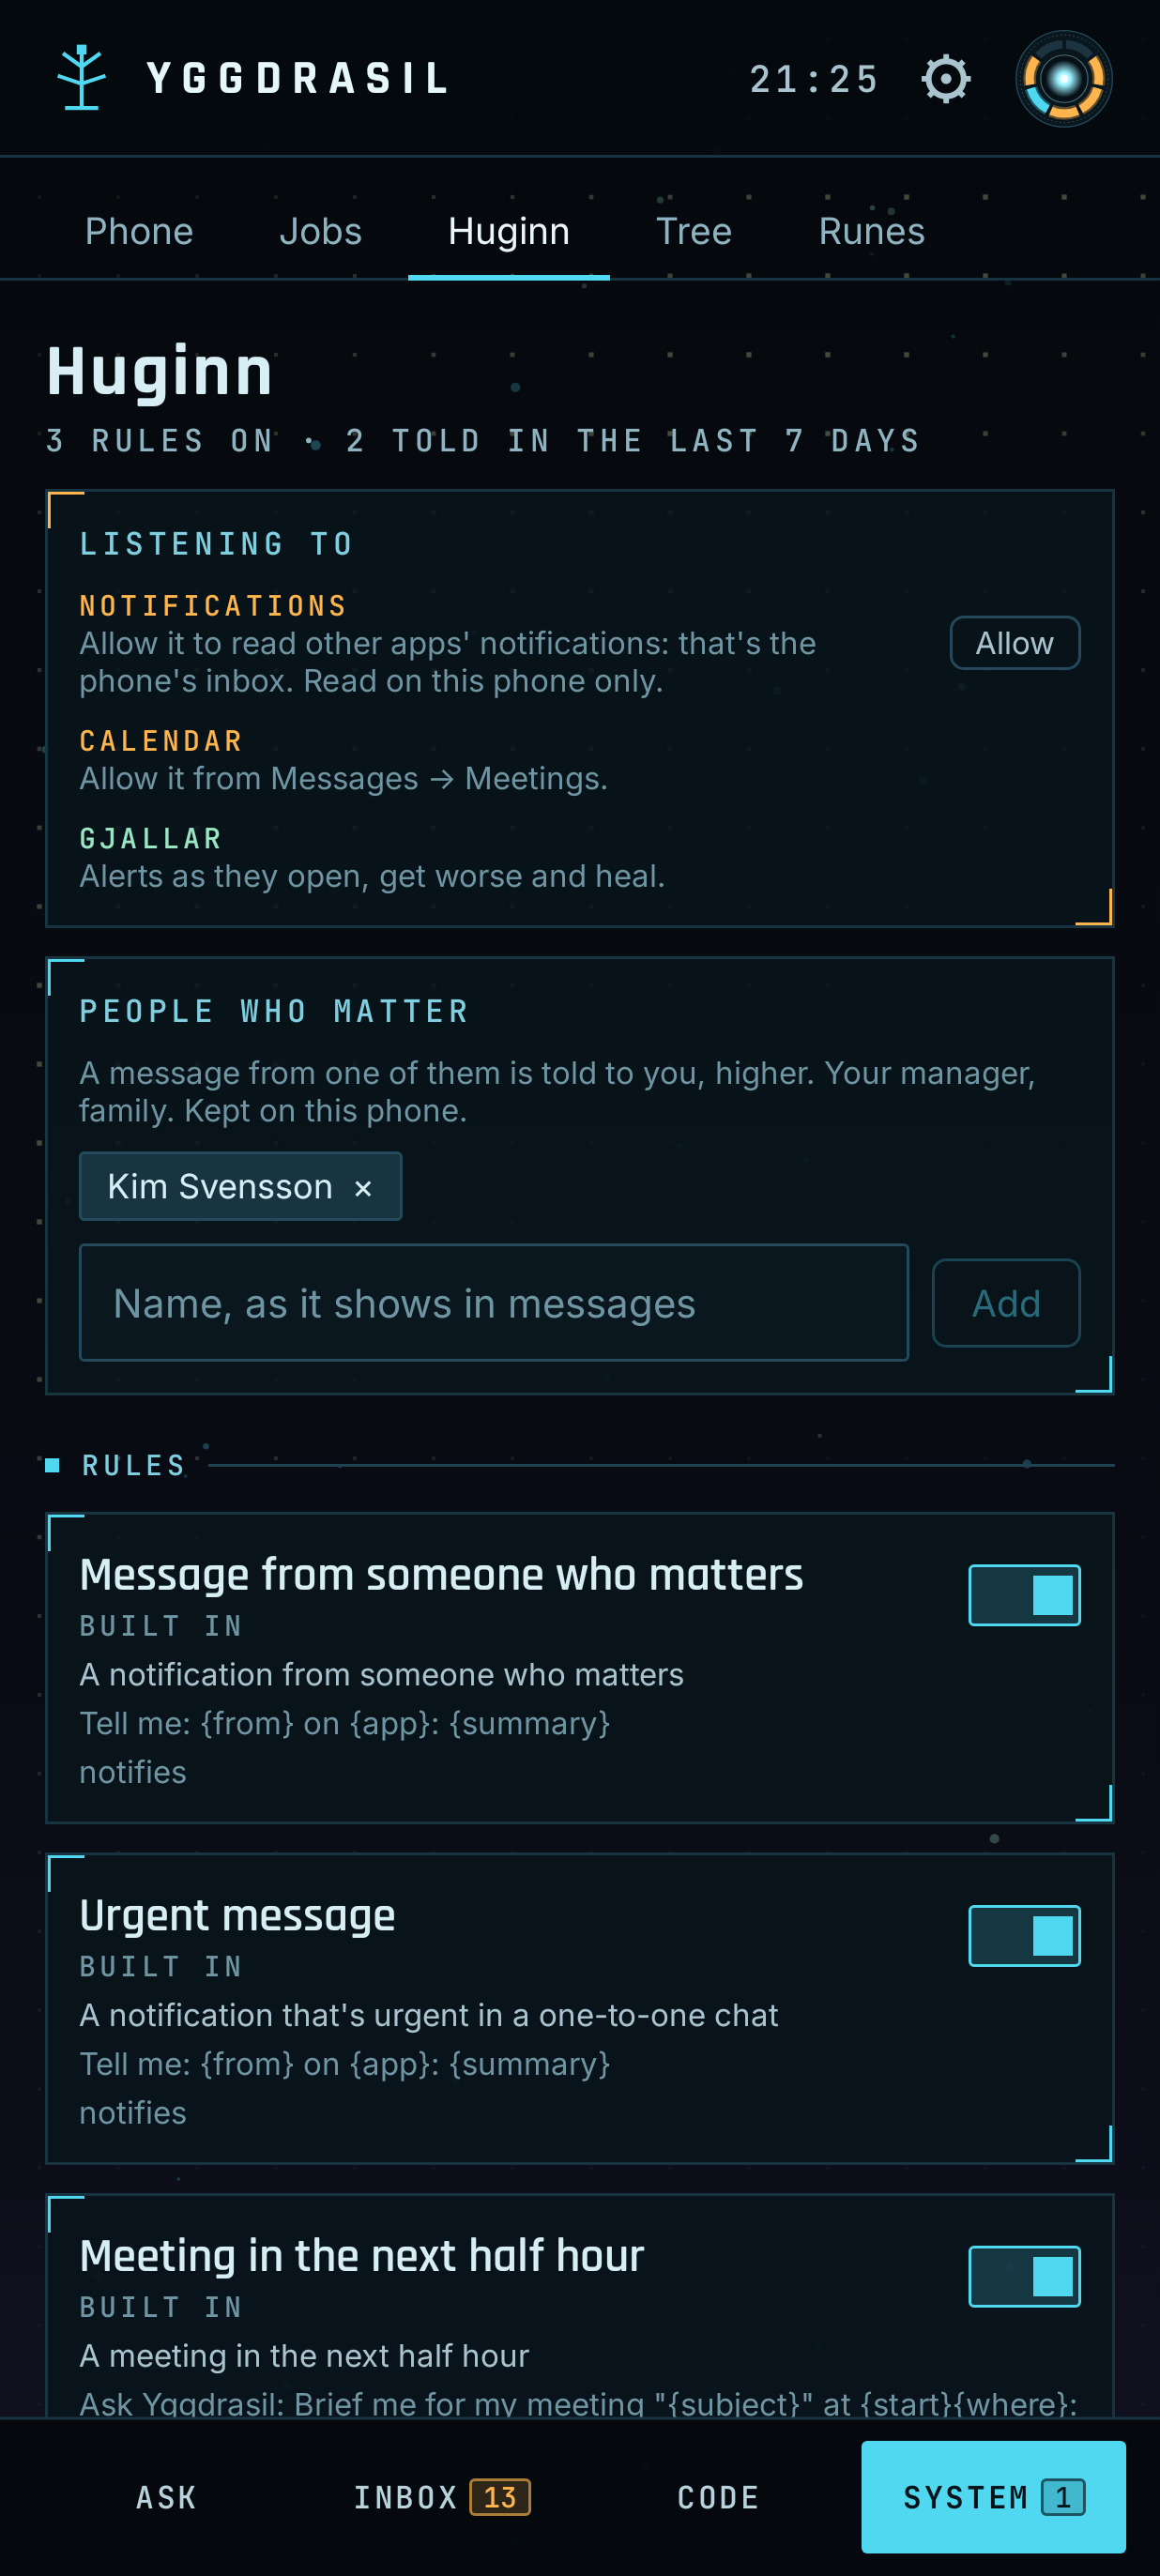 YGGDRASIL
21:25
Phone Jobs Huginn Tree Runes
Huginn
3 RULES ON · 2 TOLD IN THE LAST 7 DAYS
LISTENING TO
NOTIFICATIONS
Allow it to read other apps' notifications: that's the
phone's inbox. Read on this phone only.
Allow
CALENDAR
Allow it from Messages → Meetings.
GJALLAR
Alerts as they open, get worse and heal.
PEOPLE WHO MATTER
A message from one of them is told to you, higher. Your manager,
family. Kept on this phone.
Kim Svensson ×
Name, as it shows in messages
Add
RULES
Message from someone who matters
BUILT IN
A notification from someone who matters
Tell me: {from} on {app}: {summary}
notifies
Urgent message
BUILT IN
A notification that's urgent in a one-to-one chat
Tell me: {from} on {app}: {summary}
notifies
Meeting in the next half hour
BUILT IN
A meeting in the next half hour
Ask Yggdrasil: Brief me for my meeting "{subject}" at {start}{where}:
ASK INBOX 13 CODE SYSTEM 1